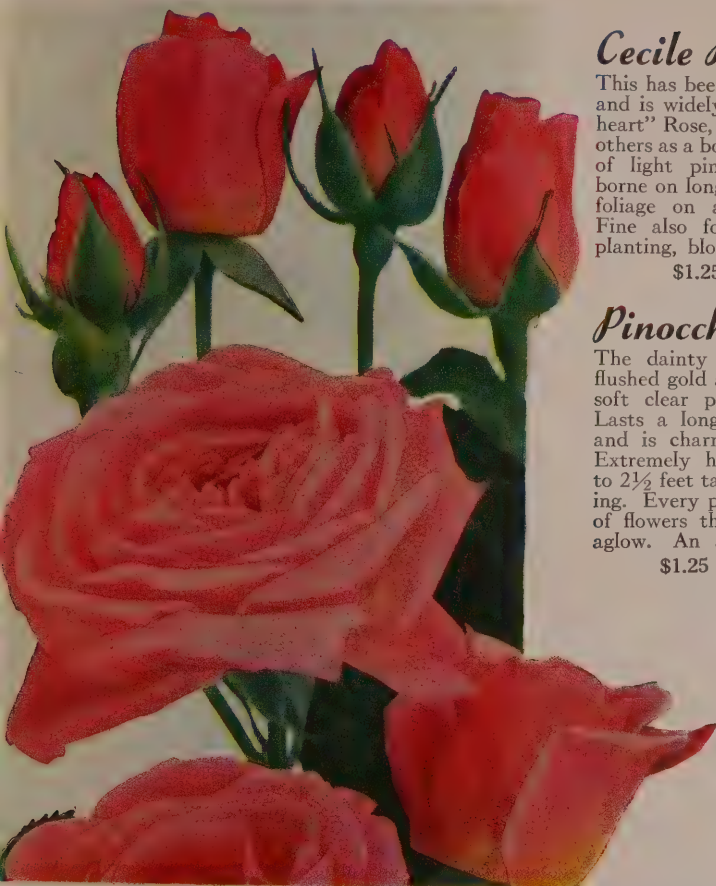 Cecile
This has bee
and is widely
heart” Rose,
others as a bo
of light pin
borne on long
foliage on a
Fine also fo
planting, blo
$1.25
Pinocch
The dainty
flushed gold
soft clear p
Lasts a long
and is charm
Extremely h
to 2½ feet ta
ing. Every p
of flowers th
aglow. An
$1.25